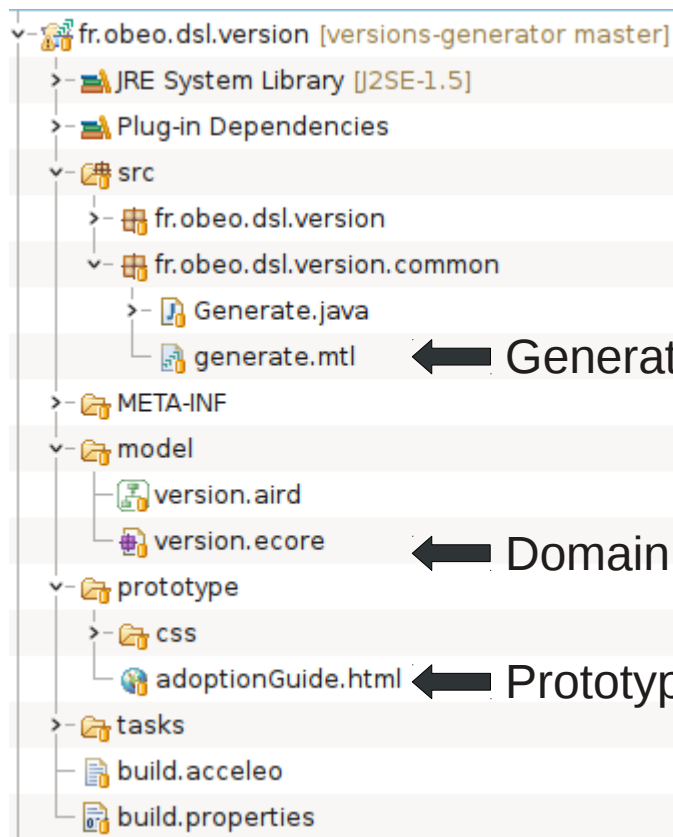 fr.obeo.dsl.version [versions-generator master]
JRE System Library [J2SE-1.5]
Plug-in Dependencies
src
fr.obeo.dsl.version
fr.obeo.dsl.version.common
Generate.java
generate.mtl Generat
META-INF
model
version.aird
version.ecore Domain
prototype
css
adoptionGuide.html Prototyp
tasks
build.acceleo
build.properties